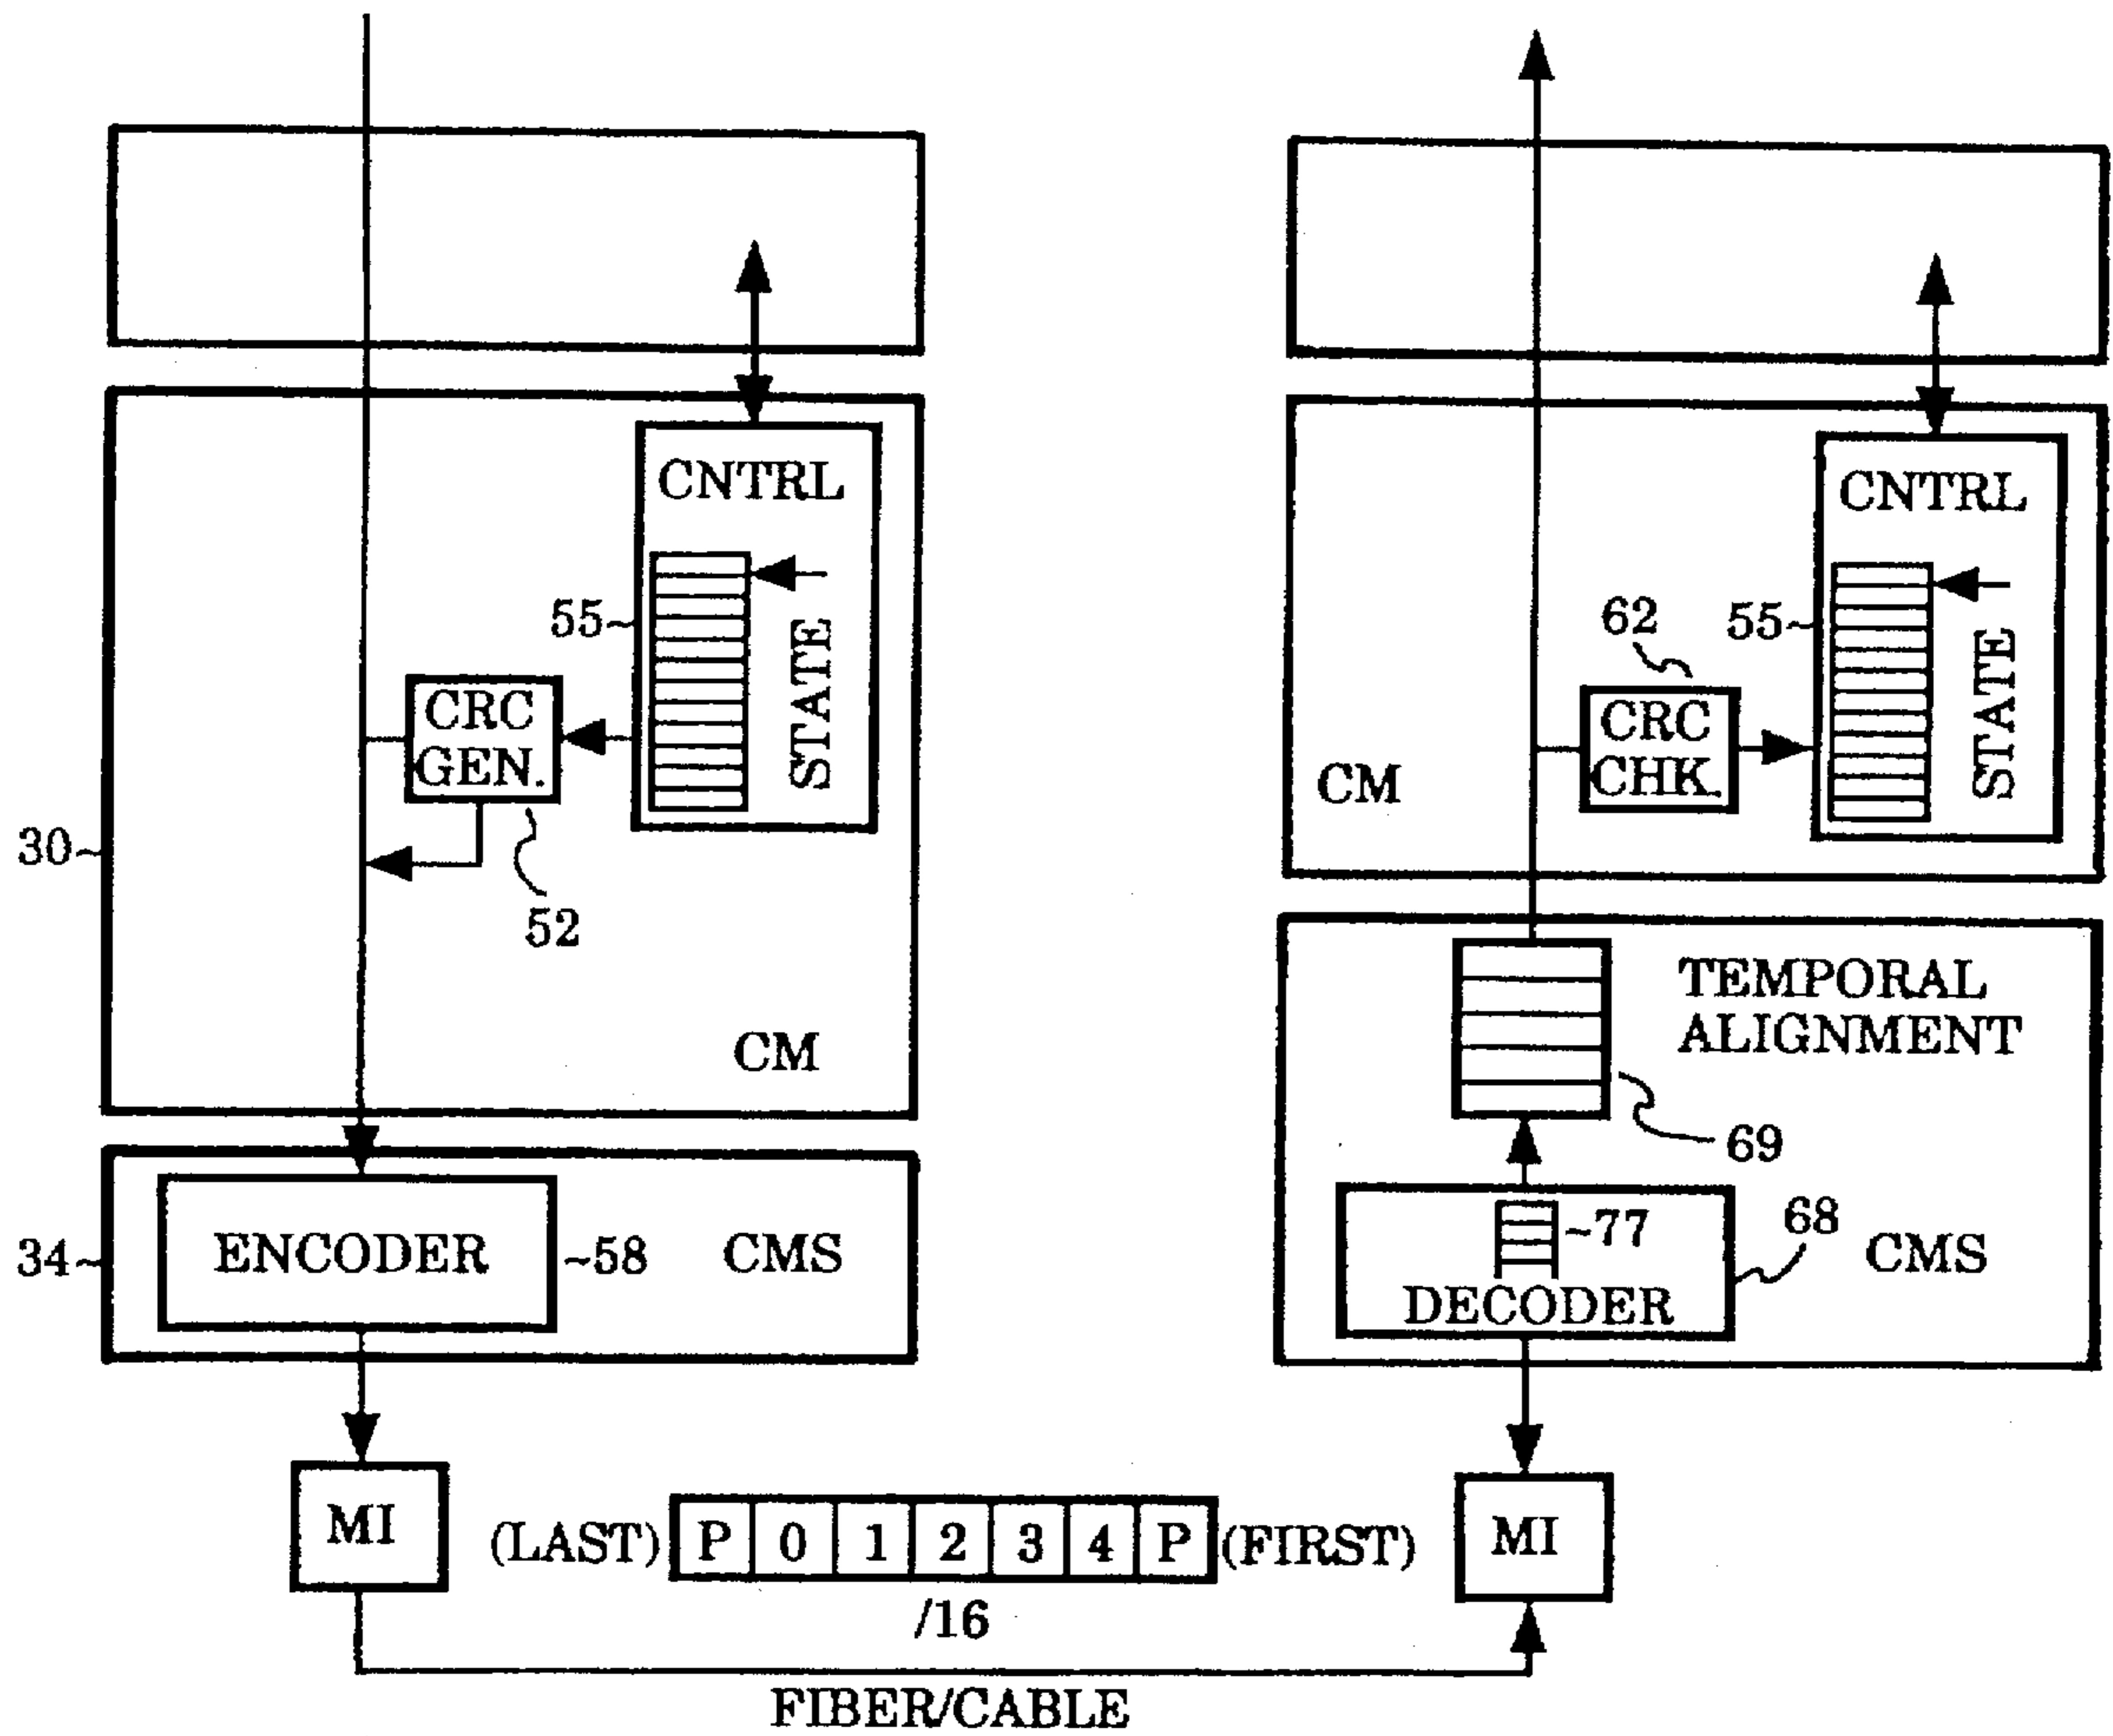 CNTRL
55
STATE
CRC
GEN.
30
52
CM
34
ENCODER
58
CMS
MI
(LAST) P 0 1 2 3 4 P (FIRST)
/16
FIBER/CABLE
CNTRL
62
55
STATE
CRC
CHK.
CM
TEMPORAL
ALIGNMENT
69
77
68
DECODER
CMS
MI